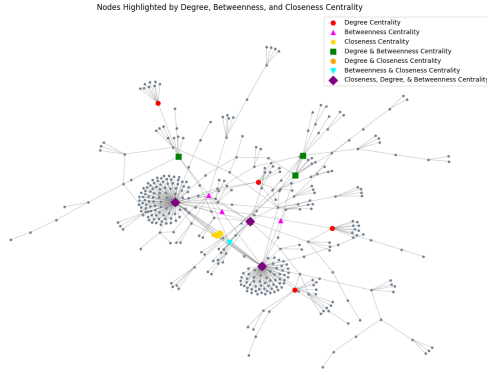 Nodes Highlighted by Degree, Betweenness, and Closeness Centrality
Degree Centrality
Betweenness Centrality
Closeness Centrality
Degree & Betweenness Centrality
Degree & Closeness Centrality
Betweenness & Closeness Centrality
Closeness, Degree, & Betweenness Centrality